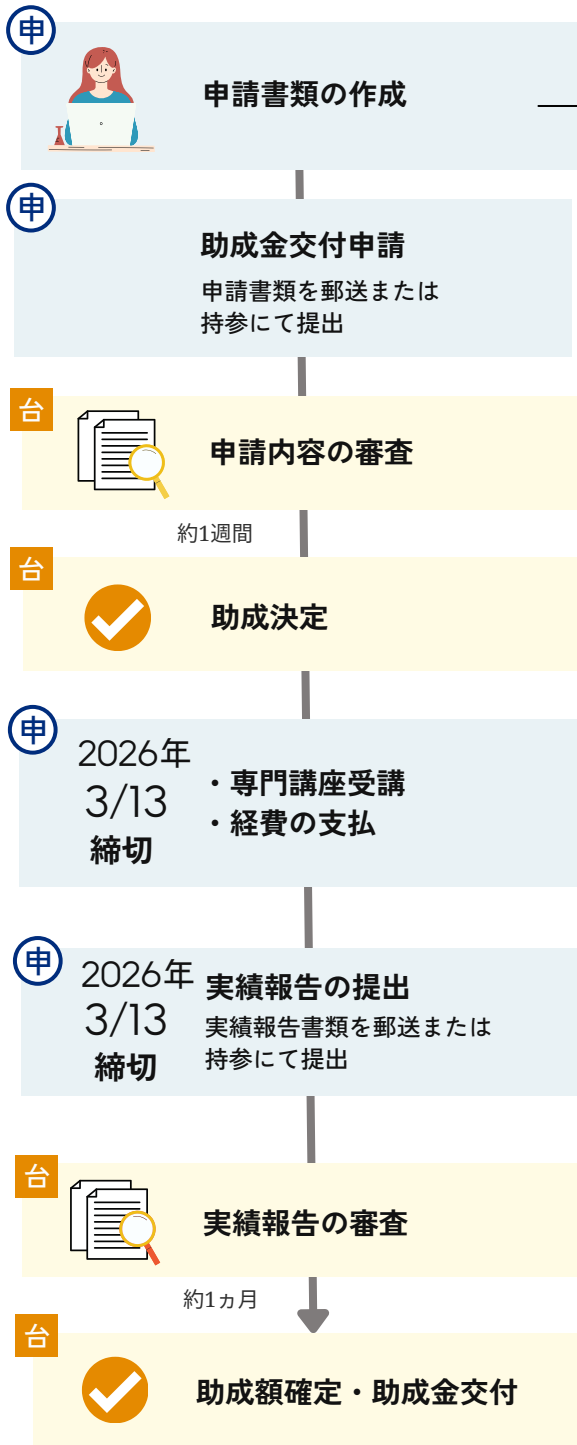 申
申請書類の作成
申
助成金交付申請
申請書類を郵送または
持参にて提出
台
申請内容の審査
約1週間
台
助成決定
申
2026年
3/13
締切
・専門講座受講
・経費の支払
申
2026年
3/13
締切
実績報告の提出
実績報告書類を郵送または
持参にて提出
台
実績報告の審査
約1ヵ月
台
助成額確定・助成金交付